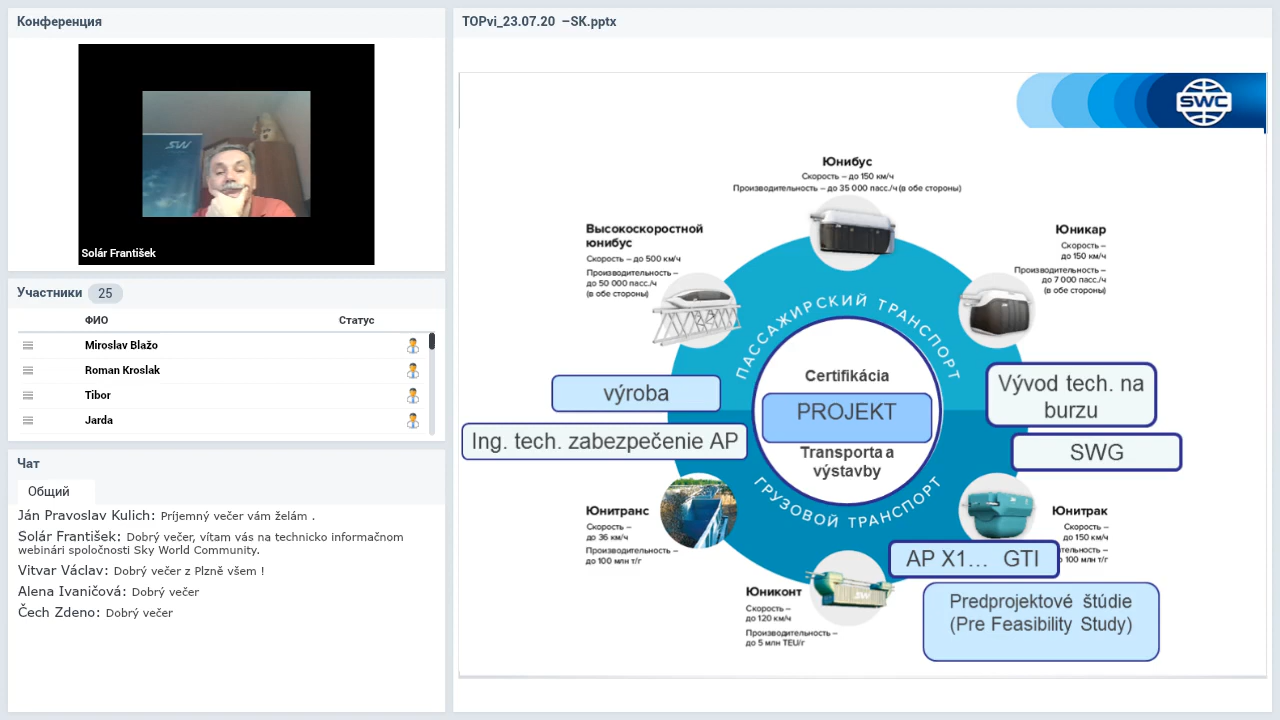 Конференция
SW
Solár František
Участники 25
ФИО Статус
Miroslav Blažo
Roman Kroslak
Tibor
Jarda
Чат
Общий
Ján Pravoslav Kulich: Príjemný večer vám želám .
Solár František: Dobrý večer, vítam vás na technicko informačnom
webinári spoločnosti Sky World Community.
Vitvar Václav: Dobrý večer z Plzně všem !
Alena Ivaničová: Dobrý večer
Čech Zdeno: Dobrý večer
TOPvi_23.07.20 –SK.pptx
SWC
Юнибус
Скорость – до 150 км/ч
Производительность – до 35 000 пасс./ч (в обе стороны)
Высокоскоростной
юнибус
Скорость – до 500 км/ч
Производительность –
до 50 000 пасс./ч
(в обе стороны)
Юникар
Скорость –
до 150 км/ч
Производительность –
до 7 000 пасс./ч
(в обе стороны)
ПАССАЖИРСКИЙ ТРАНСПОРТ
výroba
Ing. tech. zabezpečenie AP
Certifikácia
PROJEKT
Transporta a
výstavby
Vývod tech. na
burzu
SWG
ГРУЗОВОЙ ТРАНСПОРТ
Юнитранс
Скорость –
до 36 км/ч
Производительность –
до 100 млн т/г
Юнитрак
Скорость –
до 150 км/ч
тельность –
н т/г
AP X1... GTI
Юниконт
Скорость –
до 120 км/ч
Производительность –
до 5 млн TEU/г
SW
Predprojektové štúdie
(Pre Feasibility Study)